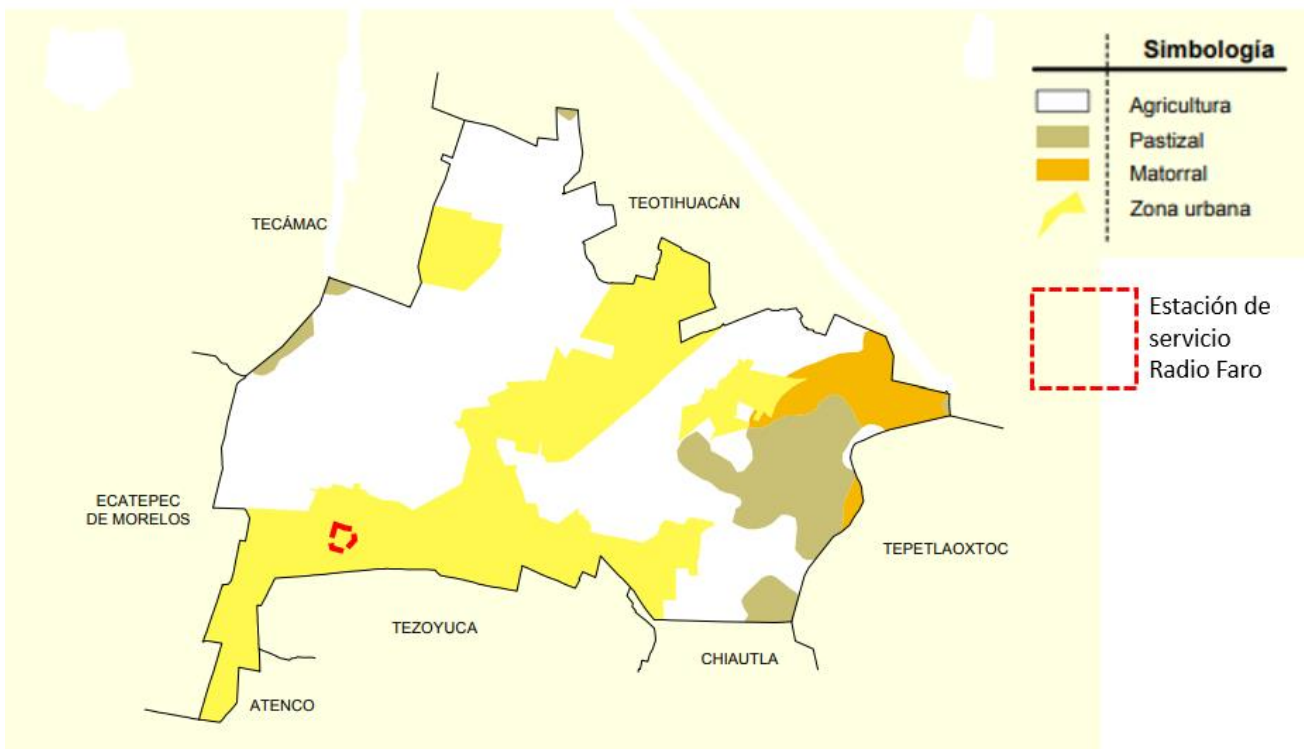 Simbología
Agricultura
Pastizal
Matorral
Zona urbana
Estación de
servicio
Radio Faro
TECÁMAC
TEOTIHUACÁN
ECATEPEC
DE MORELOS
TEPETLAOXTOC
TEZOYUCA
CHIAUTLA
ATENCO